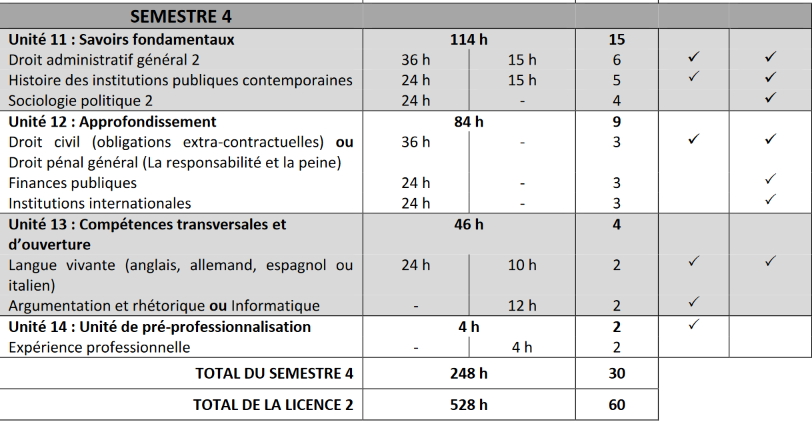 SEMESTRE 4
Unité 11 : Savoirs fondamentaux 114 h 15
Droit administratif général 2 36 h 15 h 6 ✓ ✓
Histoire des institutions publiques contemporaines 24 h 15 h 5 ✓ ✓
Sociologie politique 2 24 h - 4 ✓
Unité 12 : Approfondissement 84 h 9
Droit civil (obligations extra-contractuelles) ou 36 h - 3 ✓ ✓
Droit pénal général (La responsabilité et la peine)
Finances publiques 24 h - 3 ✓
Institutions internationales 24 h - 3 ✓
Unité 13 : Compétences transversales et 46 h 4
d’ouverture
Langue vivante (anglais, allemand, espagnol ou 24 h 10 h 2 ✓ ✓
italien)
Argumentation et rhétorique ou Informatique - 12 h 2 ✓
Unité 14 : Unité de pré-professionnalisation 4 h 2 ✓
Expérience professionnelle - 4 h 2
TOTAL DU SEMESTRE 4 248 h 30
TOTAL DE LA LICENCE 2 528 h 60